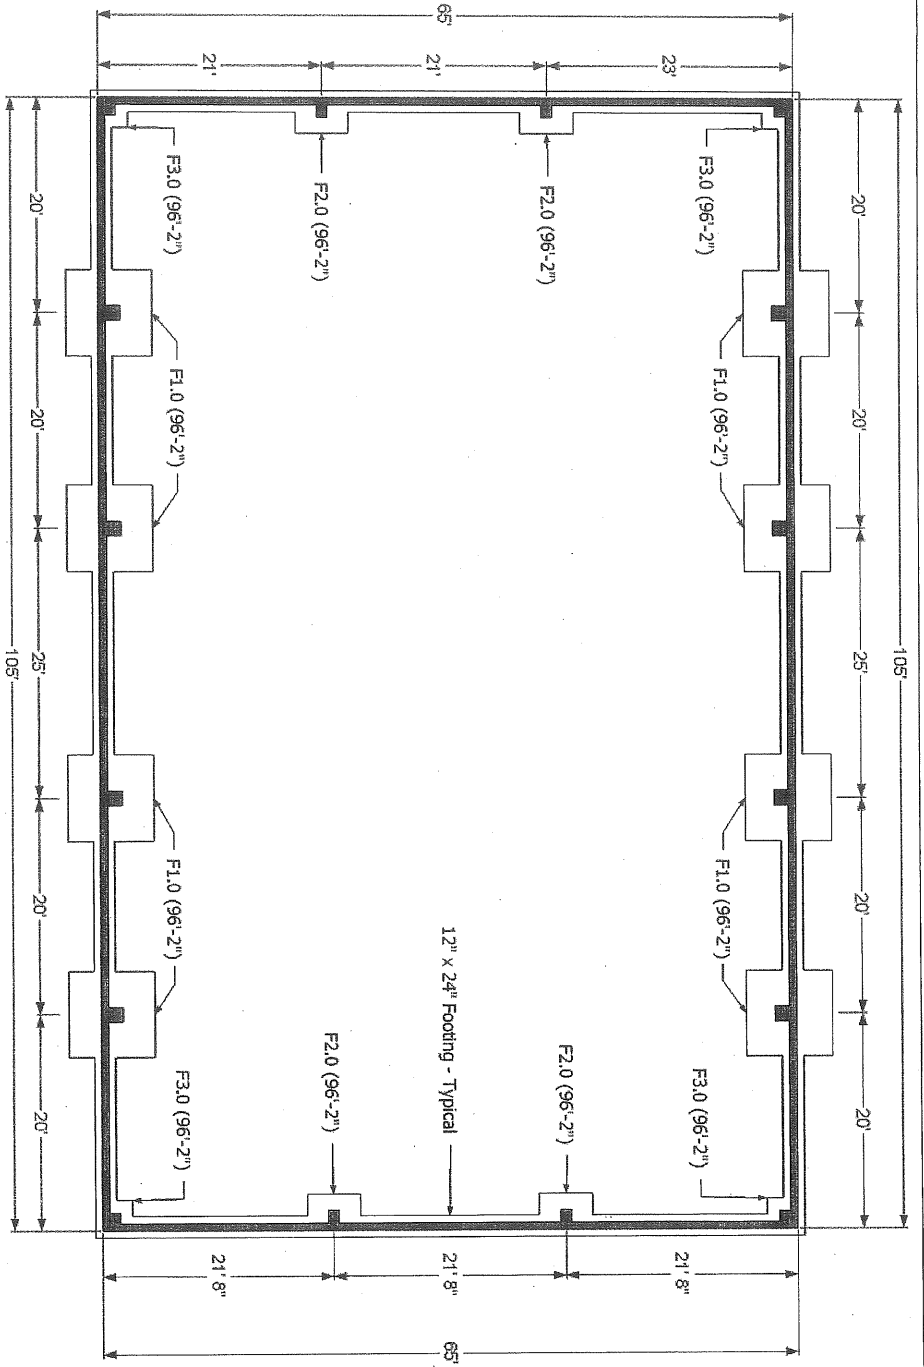 105'
20'
20'
25'
20'
20'
F3.0 (96'-2")
F1.0 (96'-2")
F1.0 (96'-2")
F3.0 (96'-2")
23'
21' 8"
F2.0 (96'-2")
F2.0 (96'-2")
65'
21'
12" x 24" Footing - Typical
21' 8"
65'
F2.0 (96'-2")
F2.0 (96'-2")
21'
21' 8"
F3.0 (96'-2")
F1.0 (96'-2")
F1.0 (96'-2")
F3.0 (96'-2")
20'
20'
25'
20'
20'
105'